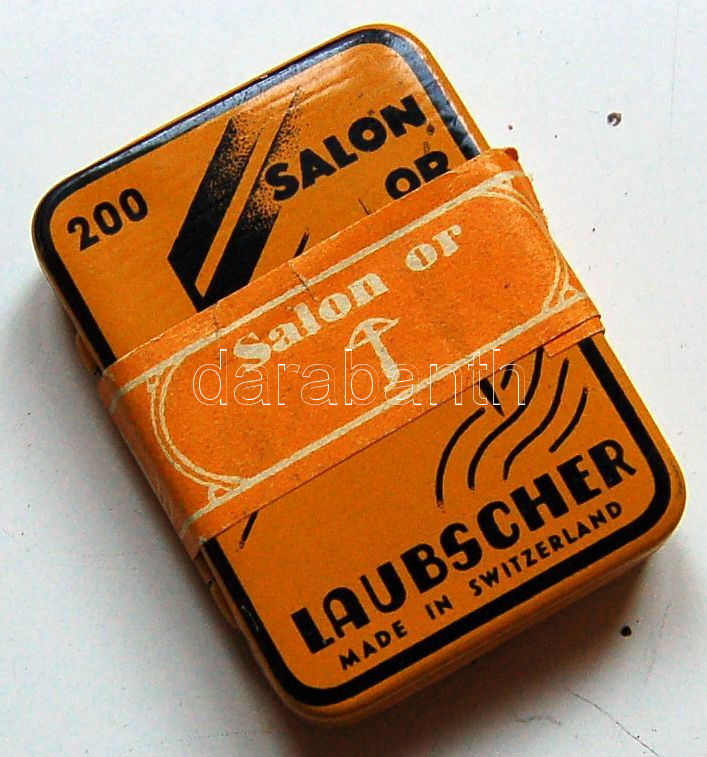 200
SALON
OR
Salon or
darabanth
LAUBSCHER
MADE IN SWITZERLAND